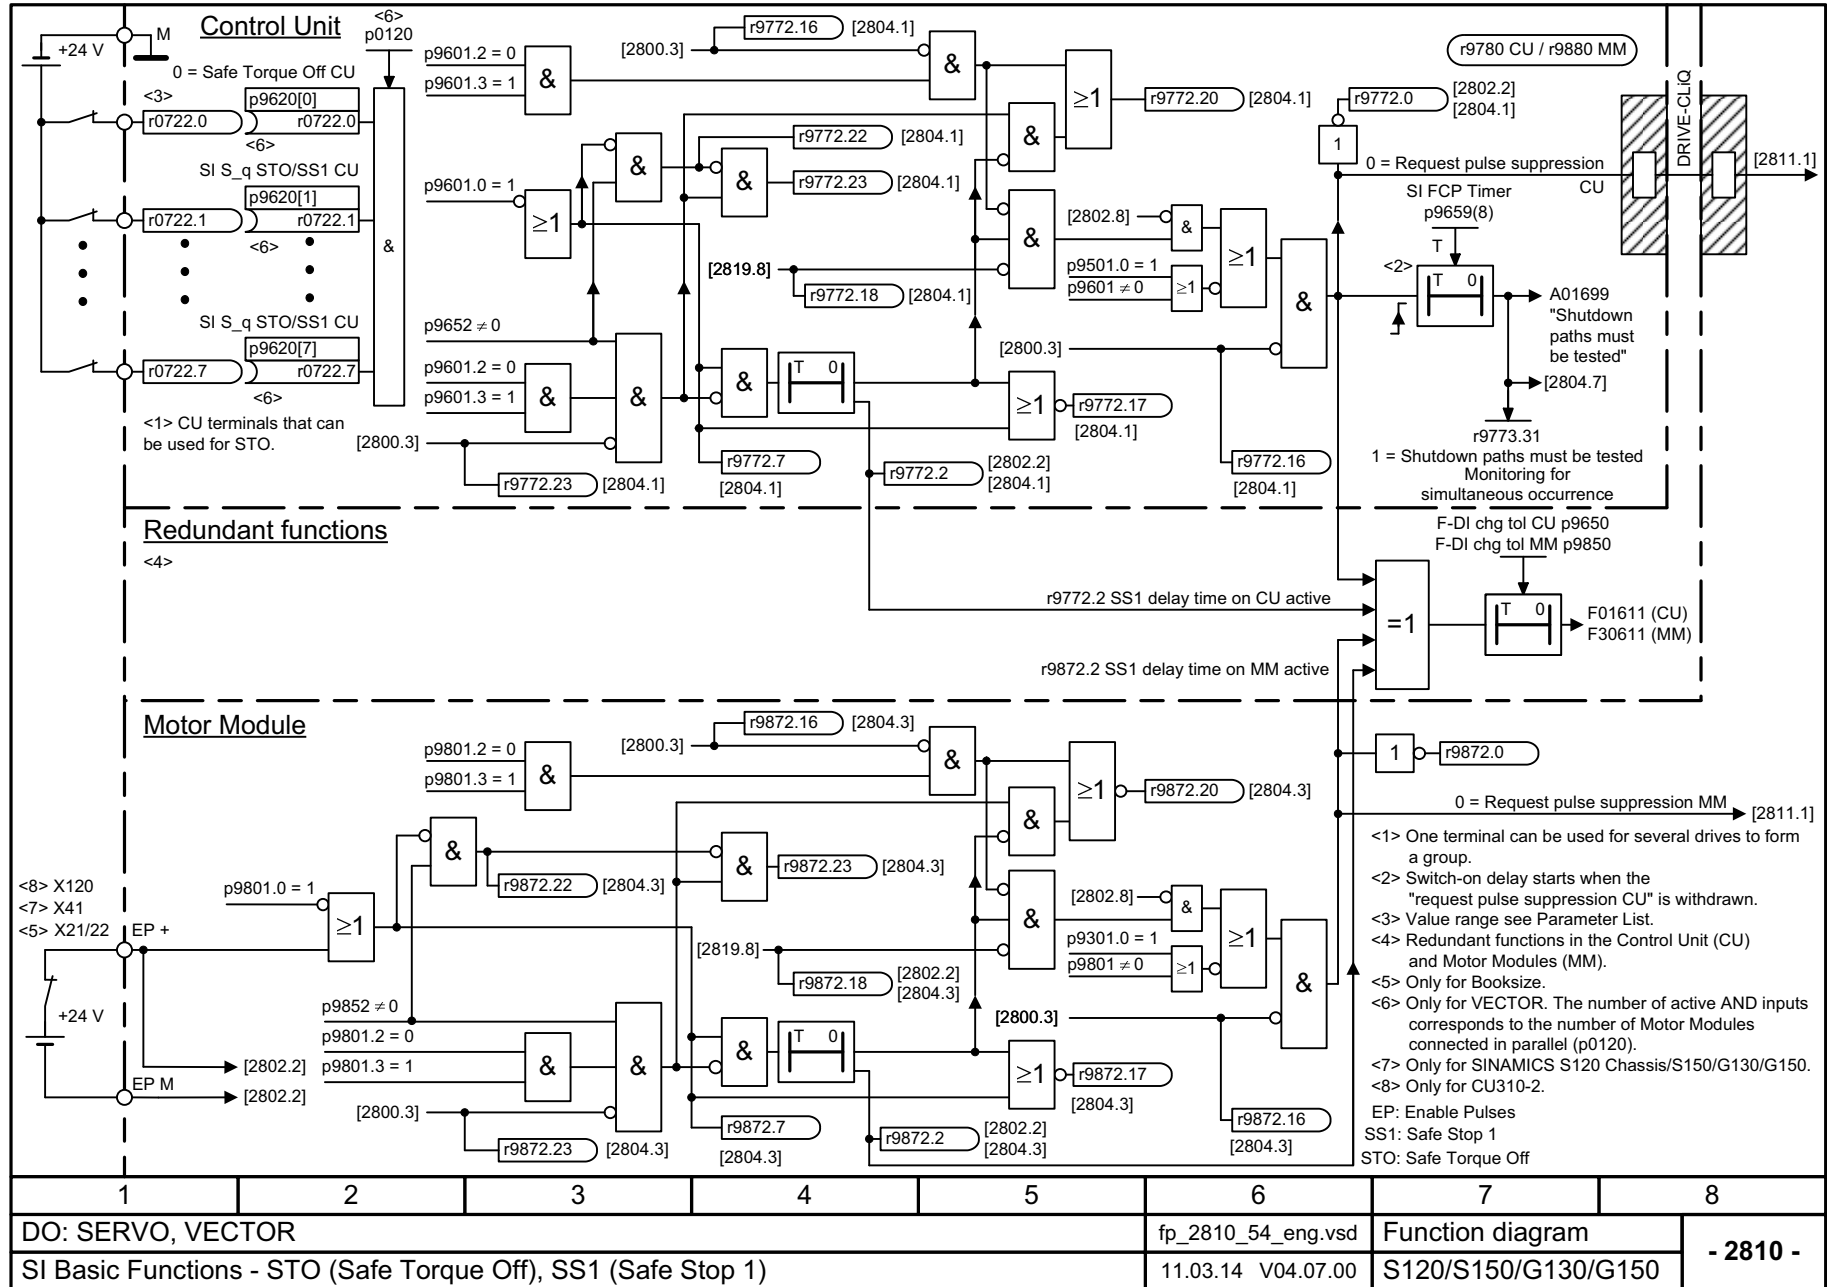 Control Unit
+24 V
M
<6>
p0120
0 = Safe Torque Off CU
<3>
r0722.0
p9620[0]
r0722.0
<6>
SI S_q STO/SS1 CU
r0722.1
p9620[1]
r0722.1
<6>
&
SI S_q STO/SS1 CU
r0722.7
p9620[7]
r0722.7
<6>
<1> CU terminals that can
be used for STO.
p9601.2 = 0
p9601.3 = 1
&
[2800.3]
r9772.16
[2804.1]
&
≥1
r9772.20
[2804.1]
p9601.0 = 1
≥1
&
r9772.22
[2804.1]
&
r9772.23
[2804.1]
&
&
[2819.8]
r9772.18
[2804.1]
[2802.8]
&
p9501.0 = 1
p9601 ≠ 0
≥1
≥1
&
p9652 ≠ 0
p9601.2 = 0
p9601.3 = 1
&
&
[2800.3]
r9772.23
[2804.1]
&
T 0
[2800.3]
≥1
r9772.17
[2804.1]
r9772.7
[2804.1]
r9772.2
[2802.2]
[2804.1]
r9772.16
[2804.1]
r9780 CU / r9880 MM
r9772.0
[2802.2]
[2804.1]
1
0 = Request pulse suppression
CU
DRIVE-CLiQ
[2811.1]
SI FCP Timer
p9659(8)
T
<2>
T 0
A01699
"Shutdown
paths must
be tested"
[2804.7]
r9773.31
1 = Shutdown paths must be tested
Monitoring for
simultaneous occurrence
Redundant functions
<4>
F-DI chg tol CU p9650
F-DI chg tol MM p9850
r9772.2 SS1 delay time on CU active
r9872.2 SS1 delay time on MM active
=1
T 0
F01611 (CU)
F30611 (MM)
Motor Module
p9801.2 = 0
p9801.3 = 1
&
[2800.3]
r9872.16
[2804.3]
&
≥1
r9872.20
[2804.3]
1
r9872.0
0 = Request pulse suppression MM
[2811.1]
&
r9872.22
[2804.3]
&
r9872.23
[2804.3]
&
&
<8> X120
<7> X41
<5> X21/22
EP +
p9801.0 = 1
≥1
[2819.8]
r9872.18
[2802.2]
[2804.3]
[2802.8]
&
p9301.0 = 1
p9801 ≠ 0
≥1
≥1
&
+24 V
EP M
[2802.2]
[2802.2]
p9852 ≠ 0
p9801.2 = 0
p9801.3 = 1
&
&
[2800.3]
r9872.23
[2804.3]
&
T 0
[2800.3]
≥1
r9872.17
[2804.3]
r9872.7
[2804.3]
r9872.2
[2802.2]
[2804.3]
r9872.16
[2804.3]
<1> One terminal can be used for several drives to form
a group.
<2> Switch-on delay starts when the
"request pulse suppression CU" is withdrawn.
<3> Value range see Parameter List.
<4> Redundant functions in the Control Unit (CU)
and Motor Modules (MM).
<5> Only for Booksize.
<6> Only for VECTOR. The number of active AND inputs
corresponds to the number of Motor Modules
connected in parallel (p0120).
<7> Only for SINAMICS S120 Chassis/S150/G130/G150.
<8> Only for CU310-2.
EP: Enable Pulses
SS1: Safe Stop 1
STO: Safe Torque Off
1 2 3 4 5 6 7 8
DO: SERVO, VECTOR
fp_2810_54_eng.vsd
Function diagram
- 2810 -
SI Basic Functions - STO (Safe Torque Off), SS1 (Safe Stop 1)
11.03.14 V04.07.00
S120/S150/G130/G150